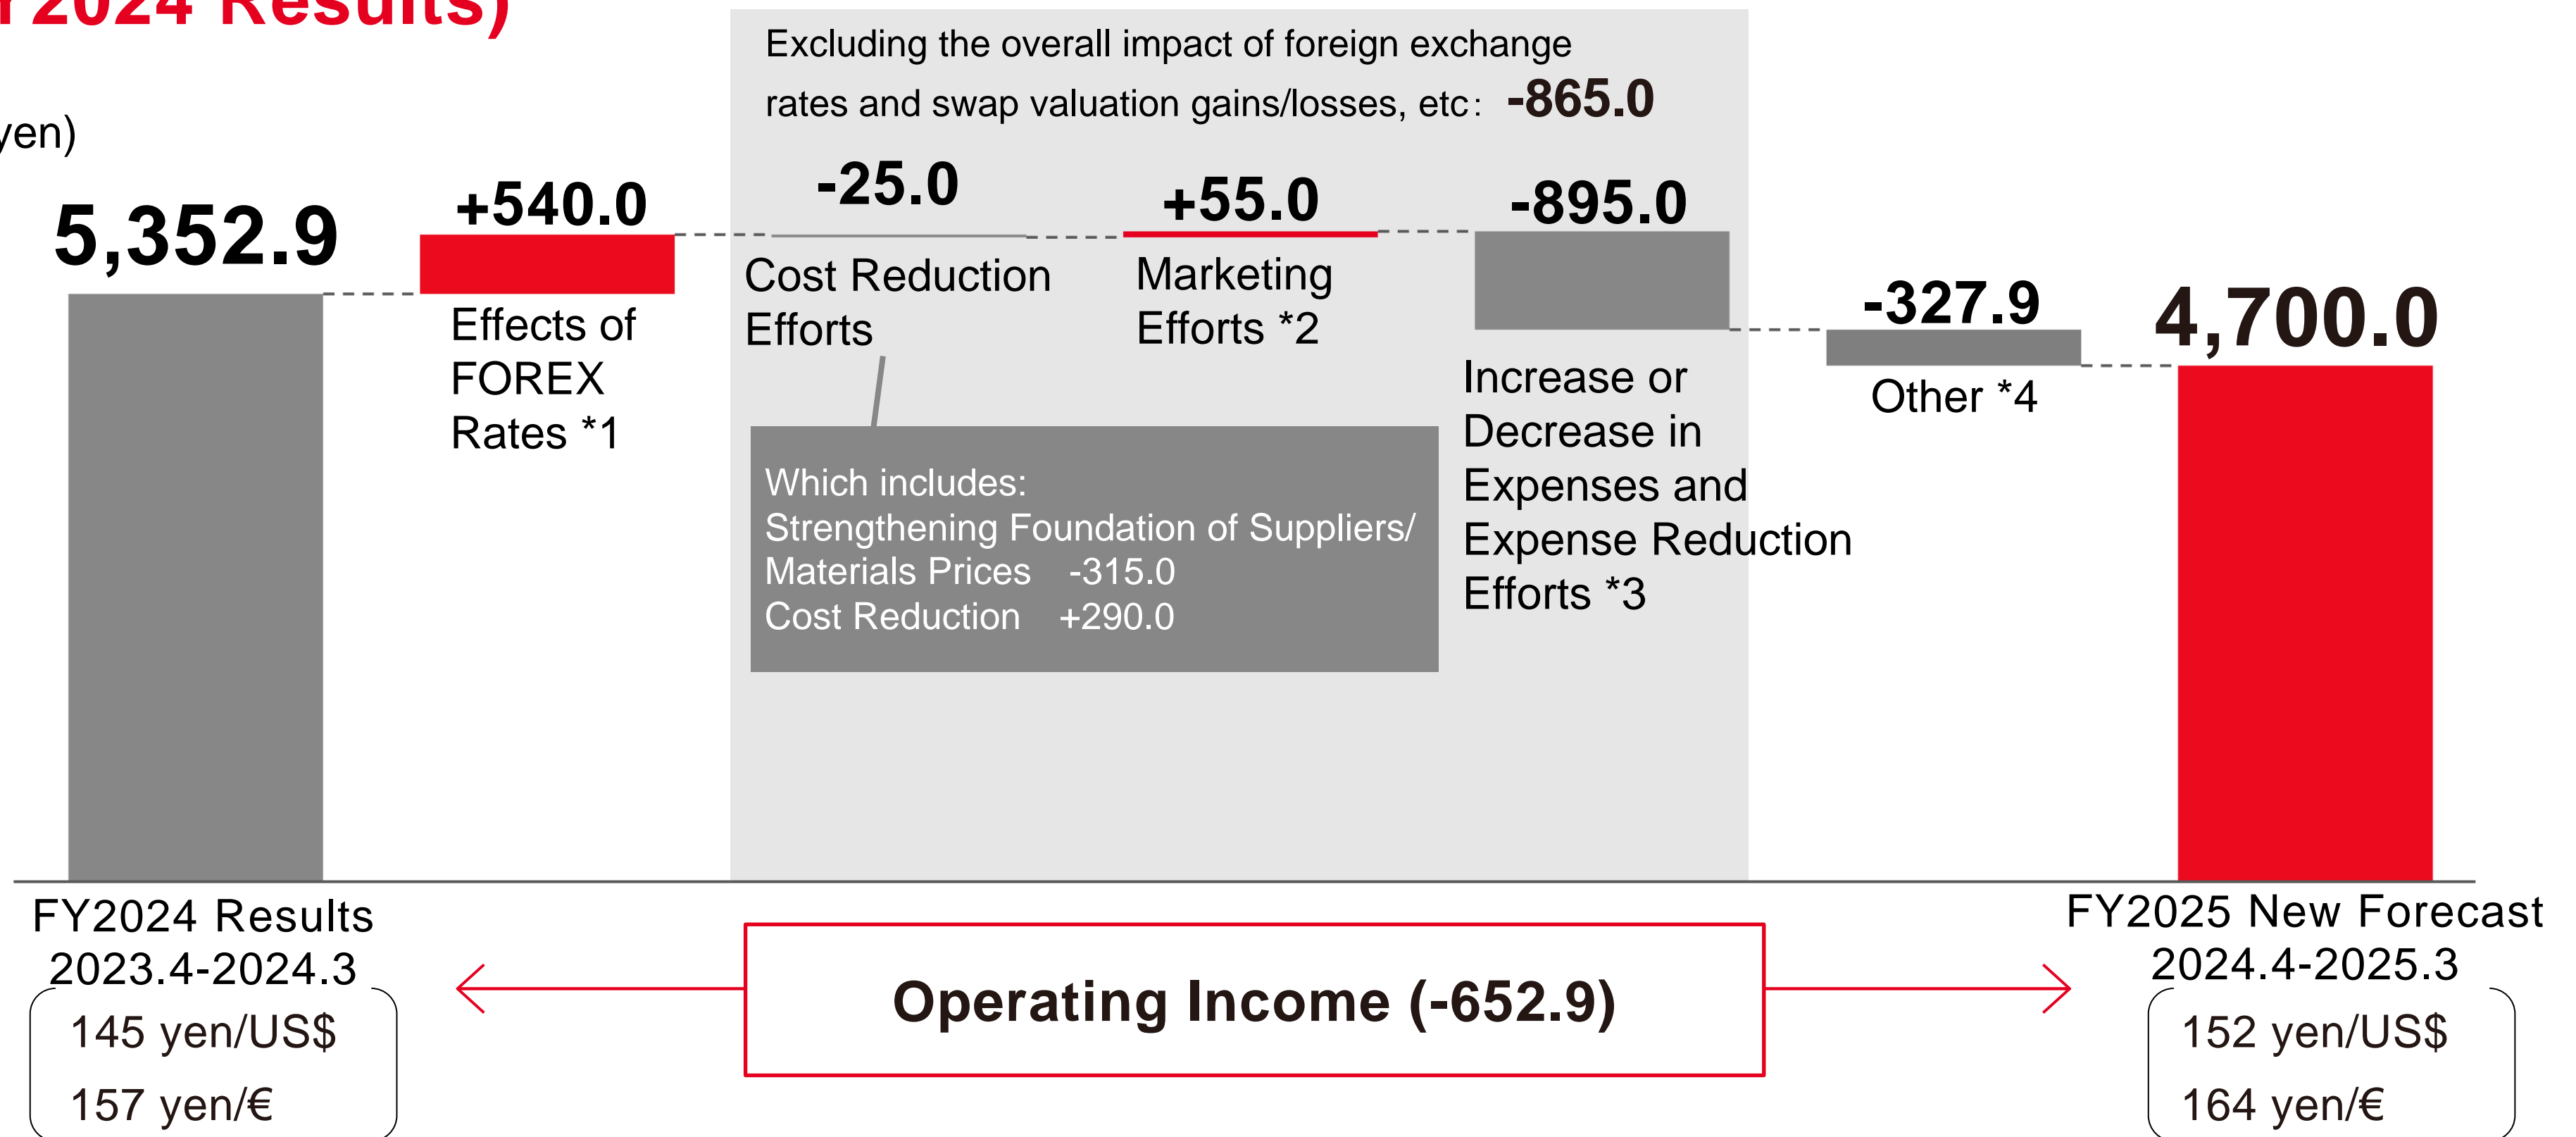 Y2024 Results)
yen)
Excluding the overall impact of foreign exchange
rates and swap valuation gains/losses, etc: -865.0
5,352.9
+540.0
Effects of
FOREX
Rates *1
-25.0
Cost Reduction
Efforts
Which includes:
Strengthening Foundation of Suppliers/
Materials Prices -315.0
Cost Reduction +290.0
+55.0
Marketing
Efforts *2
-895.0
Increase or
Decrease in
Expenses and
Expense Reduction
Efforts *3
-327.9
Other *4
4,700.0
FY2024 Results
2023.4-2024.3
145 yen/US$
157 yen/€
Operating Income (-652.9)
FY2025 New Forecast
2024.4-2025.3
152 yen/US$
164 yen/€